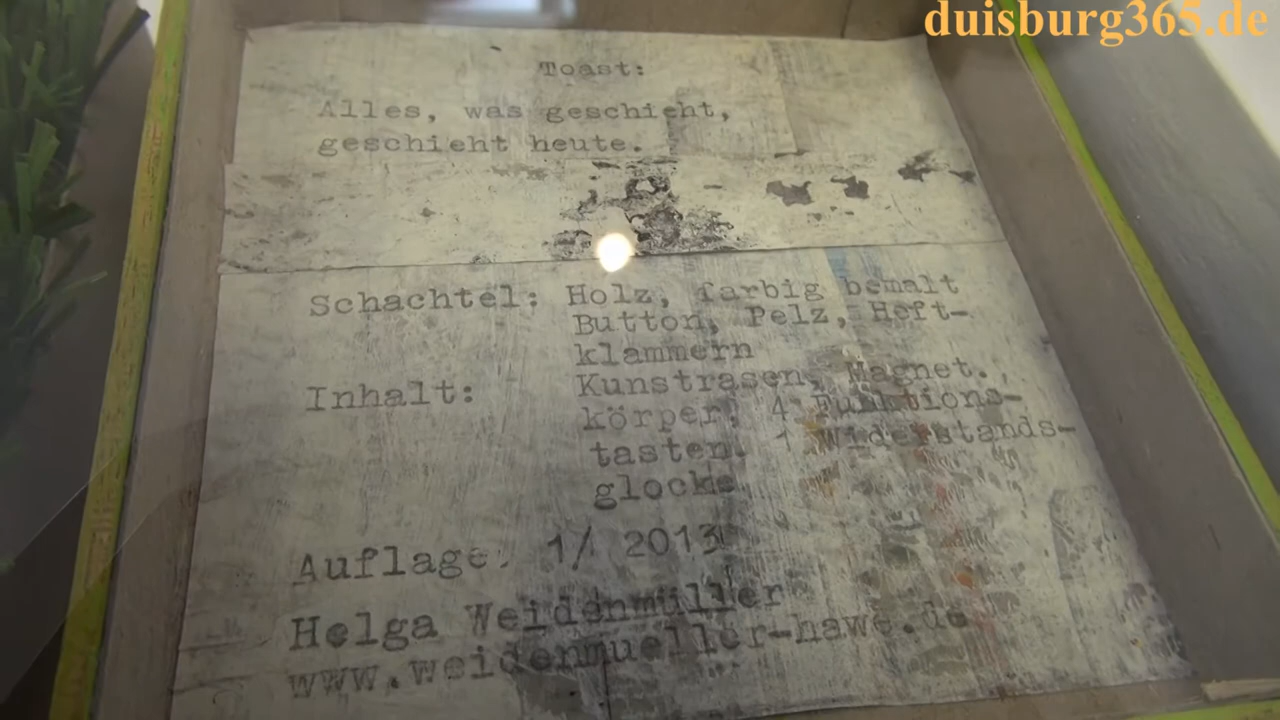 duisburg365.de
Toast:
Alles, was geschieht,
geschieht heute.
Schachtel: Holz, farbig bemalt
Button, Pelz, Heft-
klammern
Inhalt: Kunstrasen, Magnet.
körper, 4 Funktions-
tasten. 1 Widerstands-
glocke
Auflage. 1/ 2013
Helga Weidenmüller
www.weidenmueller-hawe.de